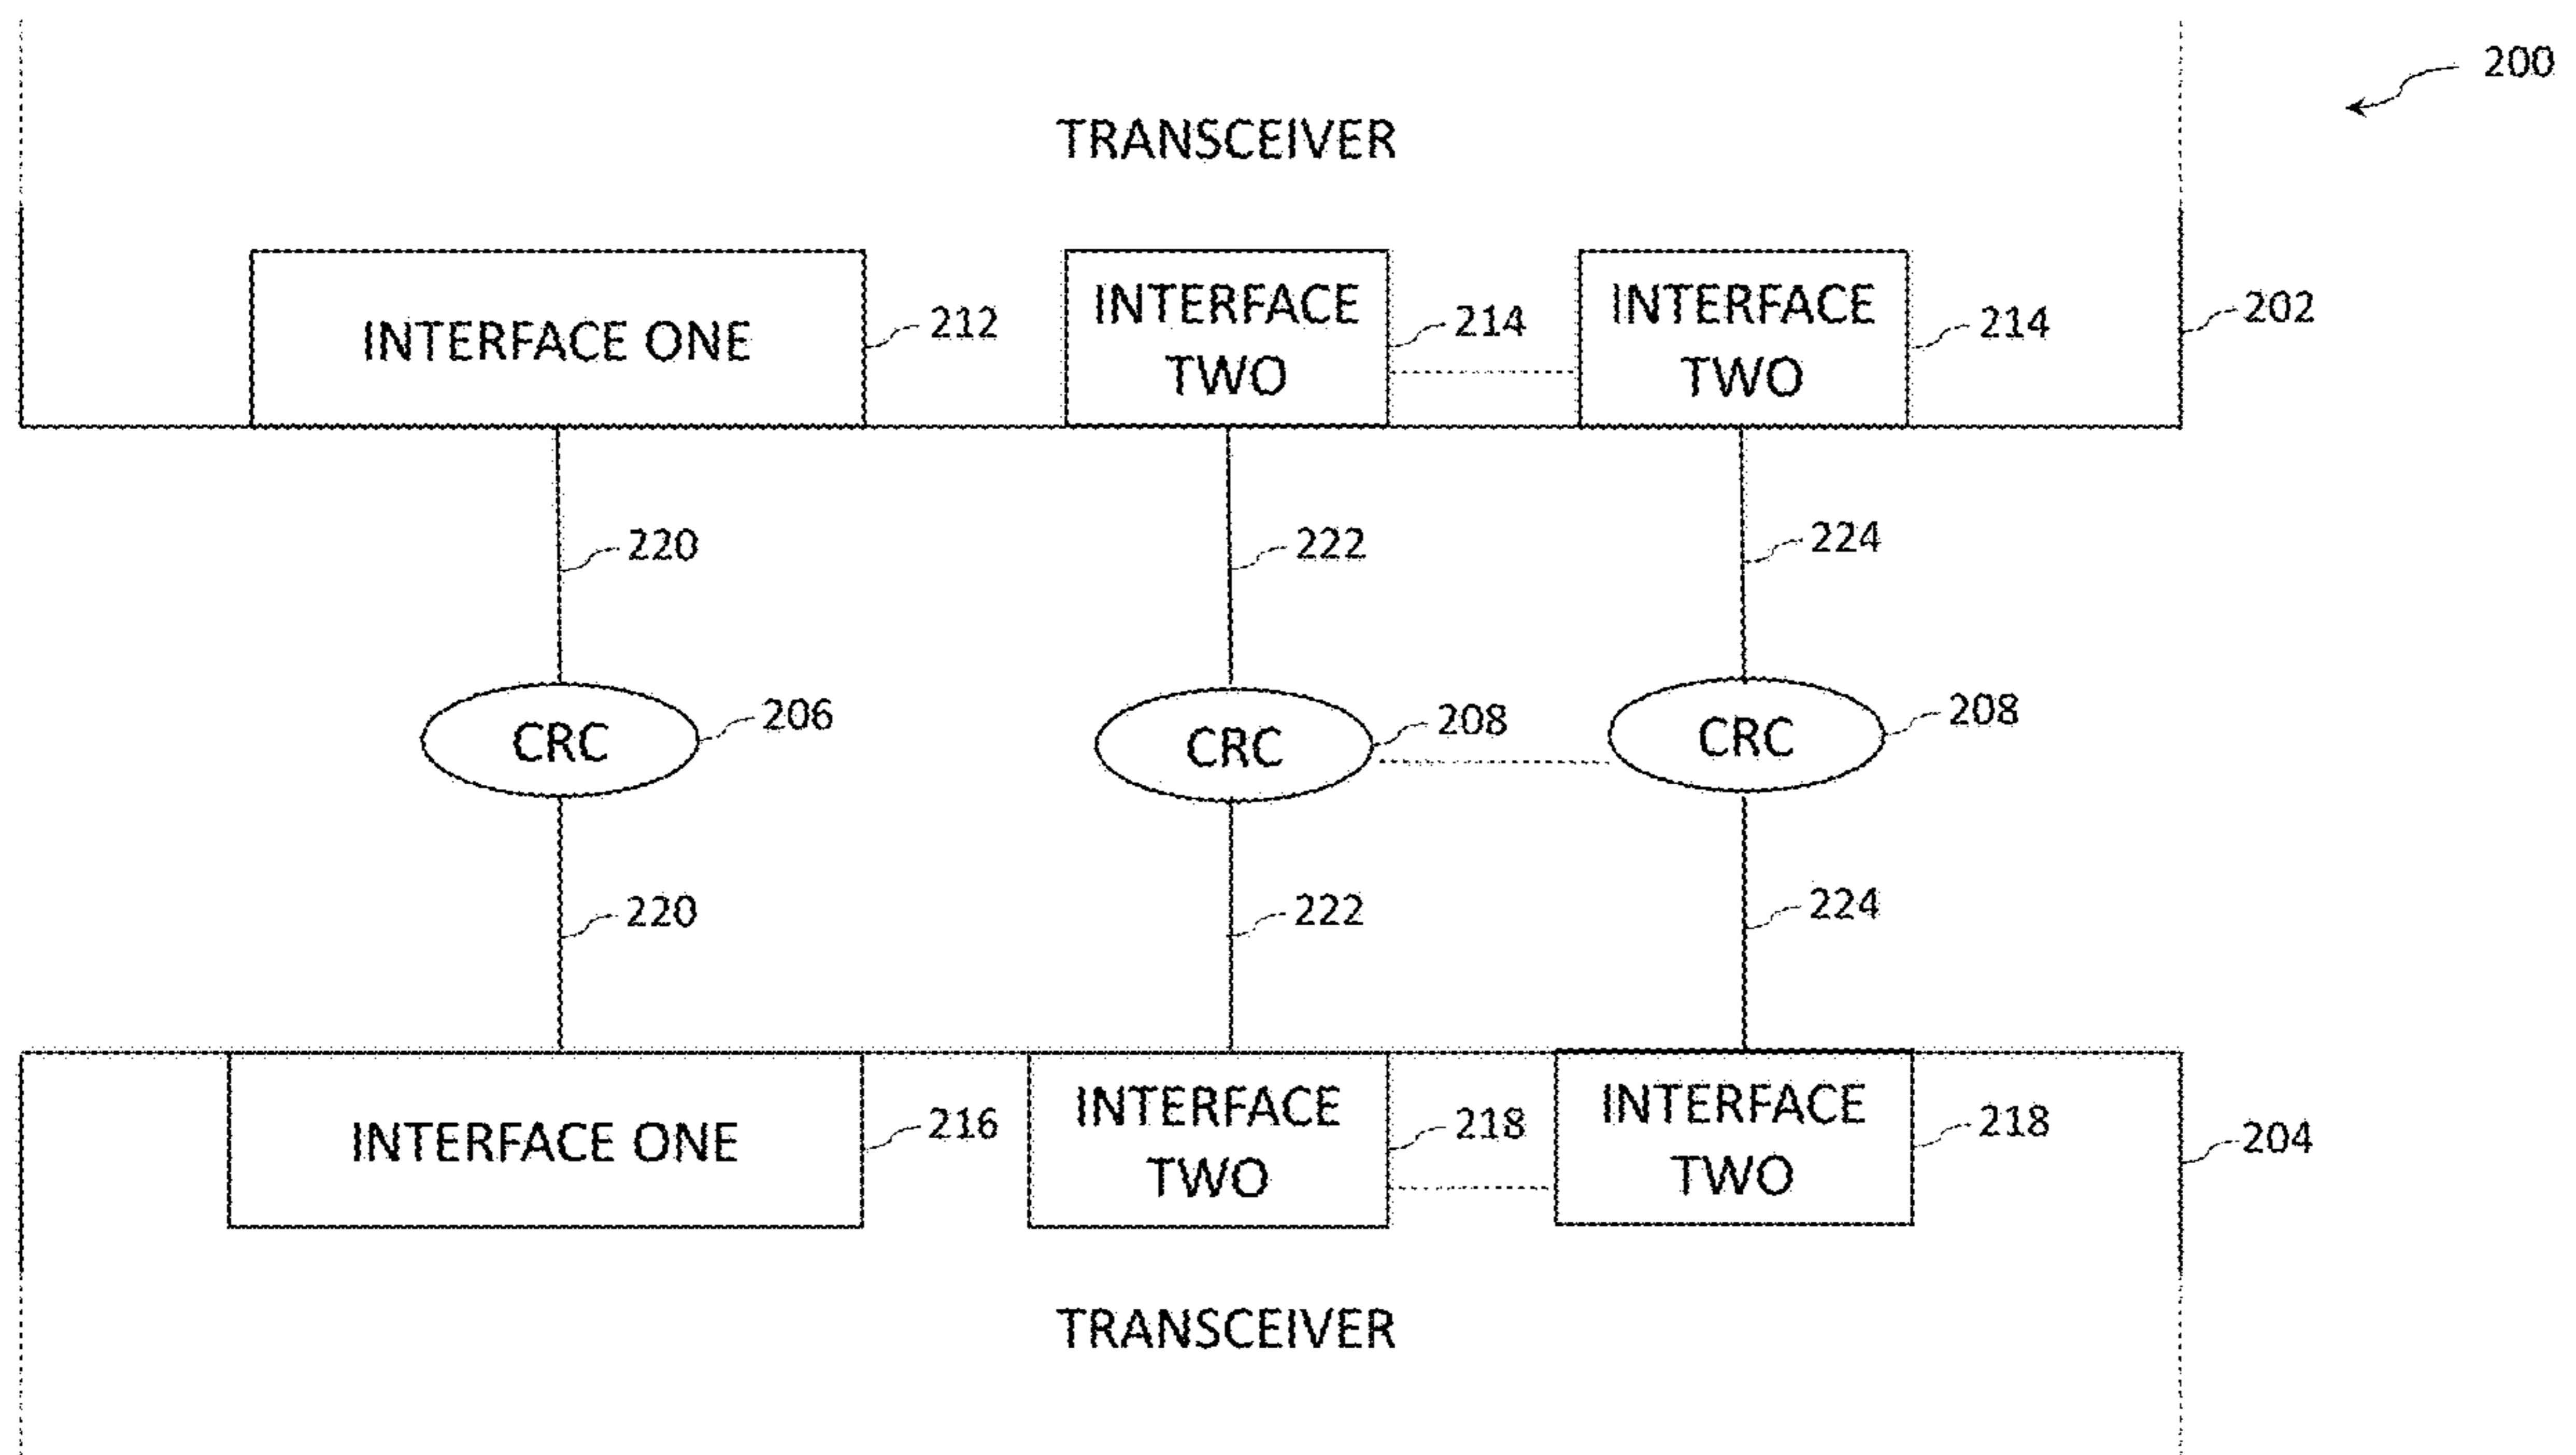 200
TRANSCEIVER
INTERFACE ONE
212
INTERFACE
TWO
214
INTERFACE
TWO
214
202
220
222
224
CRC
206
CRC
208
CRC
208
220
222
224
INTERFACE ONE
216
INTERFACE
TWO
218
INTERFACE
TWO
218
204
TRANSCEIVER